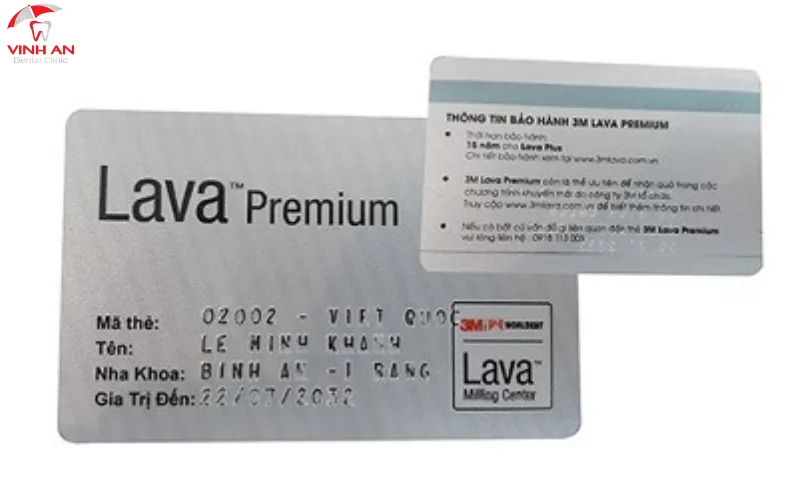 VINH AN
Dental Clinic
THÔNG TIN BẢO HÀNH 3M LAVA PREMIUM
• Thời hạn bảo hành:
15 năm cho Lava Plus
Chi tiết bảo hành xem tại www.3mlava.com.vn
• 3M Lava Premium còn là thẻ ưu tiên để nhận quà trong các
chương trình khuyến mãi do công ty 3M tổ chức.
Truy cập www.3mlava.com.vn để biết thêm thông tin chi tiết
• Nếu có bất cứ vấn đề gì liên quan đến thẻ 3M Lava Premium
vui lòng liên hệ : 0918 113 005
Lava™ Premium
Mã thẻ: 02002 - VIET QUOC
Tên: LE MINH KHANH
Nha Khoa: BINH AN - SANG
Gía Trị Đến: 22/07/2032
3M WORLDENT
Lava™
Milling Center